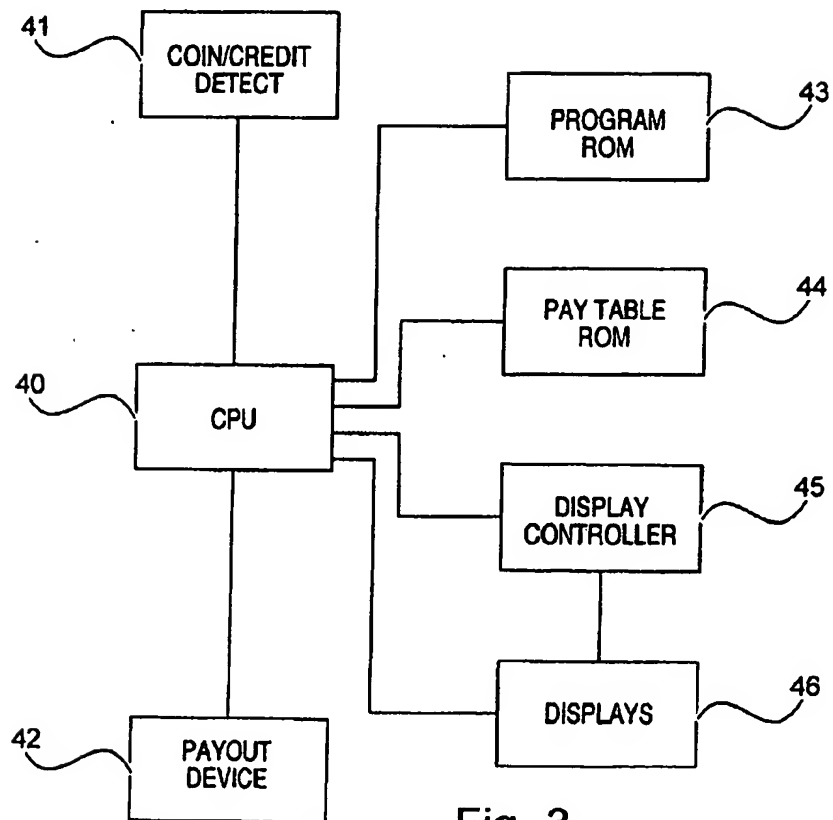 41
COIN/CREDIT
DETECT
43
PROGRAM
ROM
44
PAY TABLE
ROM
40
CPU
45
DISPLAY
CONTROLLER
46
DISPLAYS
42
PAYOUT
DEVICE